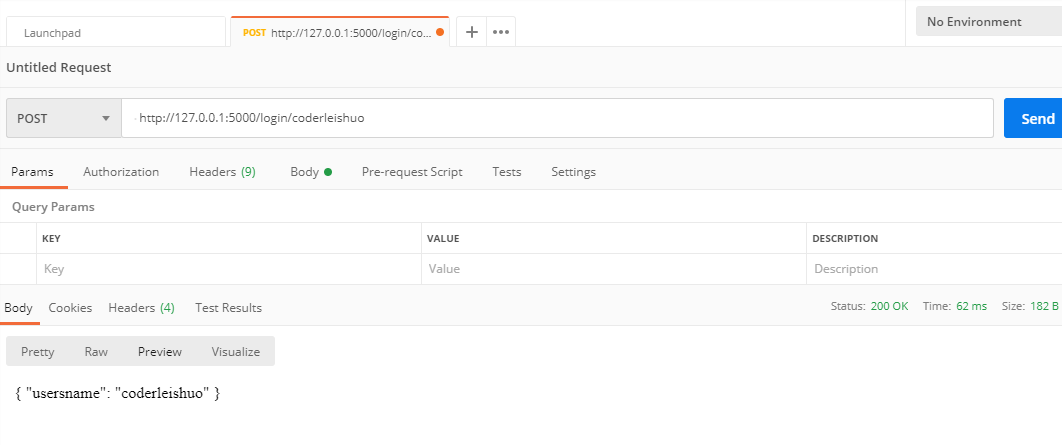 Launchpad
POST http://127.0.0.1:5000/login/co...
No Environment
Untitled Request
POST http://127.0.0.1:5000/login/coderleishuo Send
Params Authorization Headers (9) Body Pre-request Script Tests Settings
Query Params
KEY VALUE DESCRIPTION
Key Value Description
Body Cookies Headers (4) Test Results Status: 200 OK Time: 62 ms Size: 182 B
Pretty Raw Preview Visualize
{ "usersname": "coderleishuo" }